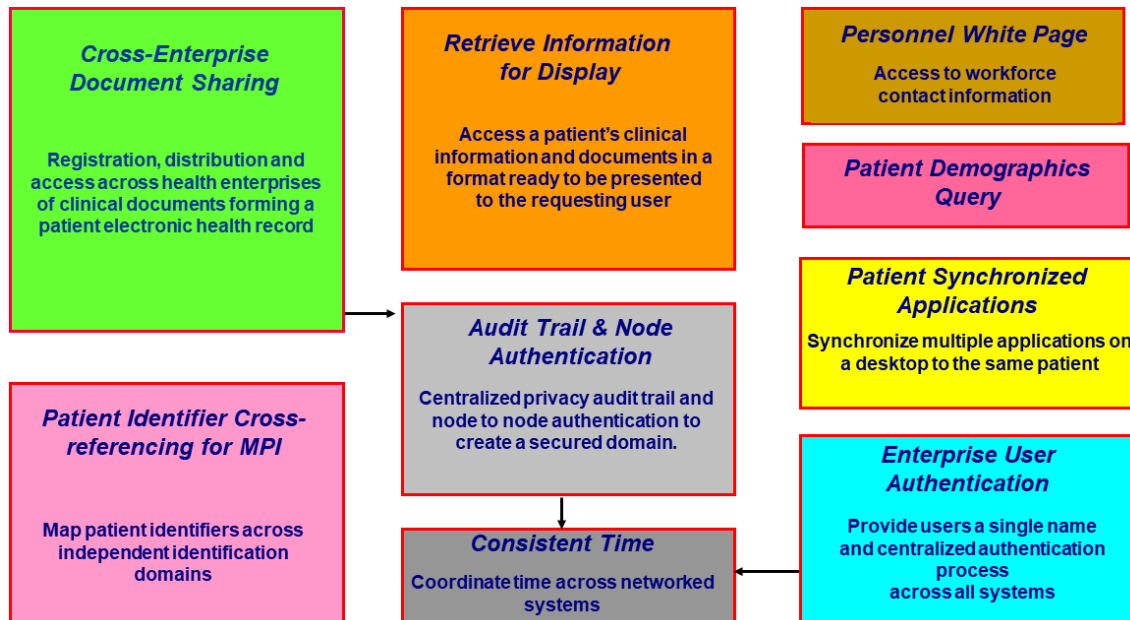 Cross-Enterprise
Document Sharing
Registration, distribution and
access across health enterprises
of clinical documents forming a
patient electronic health record
Retrieve Information
for Display
Access a patient's clinical
information and documents in a
format ready to be presented
to the requesting user
Personnel White Page
Access to workforce
contact information
Patient Demographics
Query
Patient Synchronized
Applications
Synchronize multiple applications on
a desktop to the same patient
Audit Trail & Node
Authentication
Centralized privacy audit trail and
node to node authentication to
create a secured domain.
Patient Identifier Cross-
referencing for MPI
Map patient identifiers across
independent identification
domains
Consistent Time
Coordinate time across networked
systems
Enterprise User
Authentication
Provide users a single name
and centralized authentication
process
across all systems